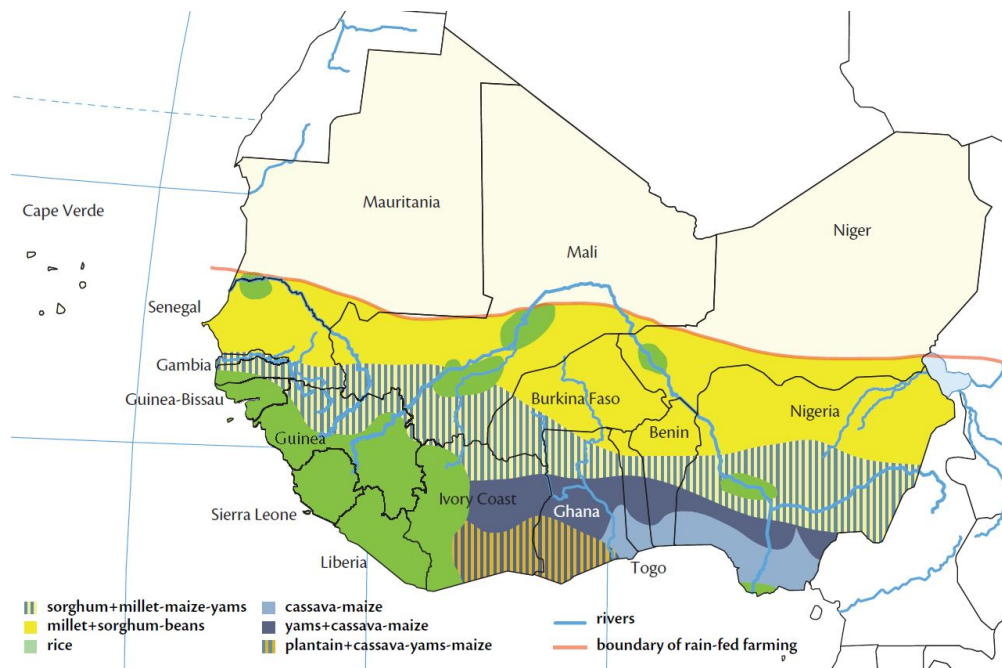 Mauritania
Cape Verde
Niger
Mali
Senegal
Gambia
Guinea-Bissau
Burkina Faso
Nigeria
Benin
Guinea
Ivory Coast
Ghana
Sierra Leone
Liberia
Togo
sorghum+millet-maize-yams
millet+sorghum-beans
rice
cassava-maize
yams+cassava-maize
plantain+cassava-yams-maize
rivers
boundary of rain-fed farming